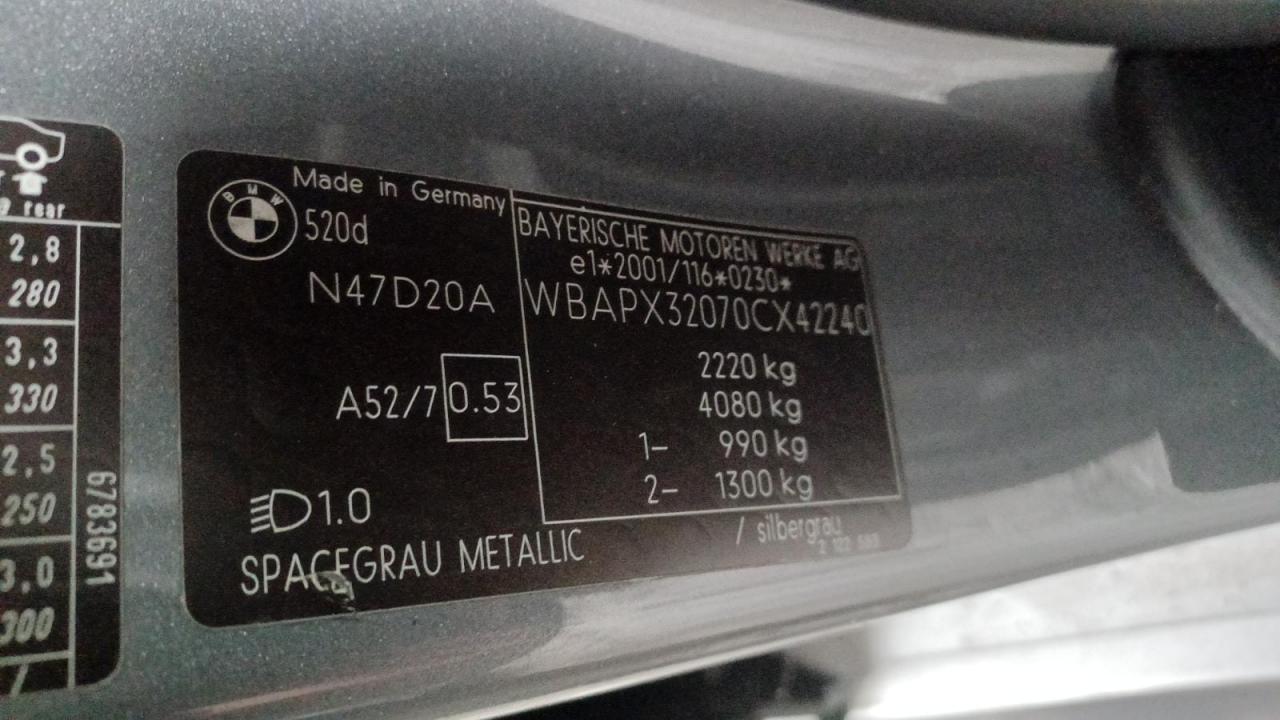 g rear
2,8
280
3,3
330
2,5
250
3.0
300
/
6783691
BMW
Made in Germany
520d
N47D20A
A52/7 0.53
1.0
SPACEGRAU METALLIC
BAYERISCHE MOTOREN WERKE AG
e1*2001/116*0230*
WBAPX32070CX42240
2220 kg
4080 kg
1- 990 kg
2- 1300 kg
/ silbergrau